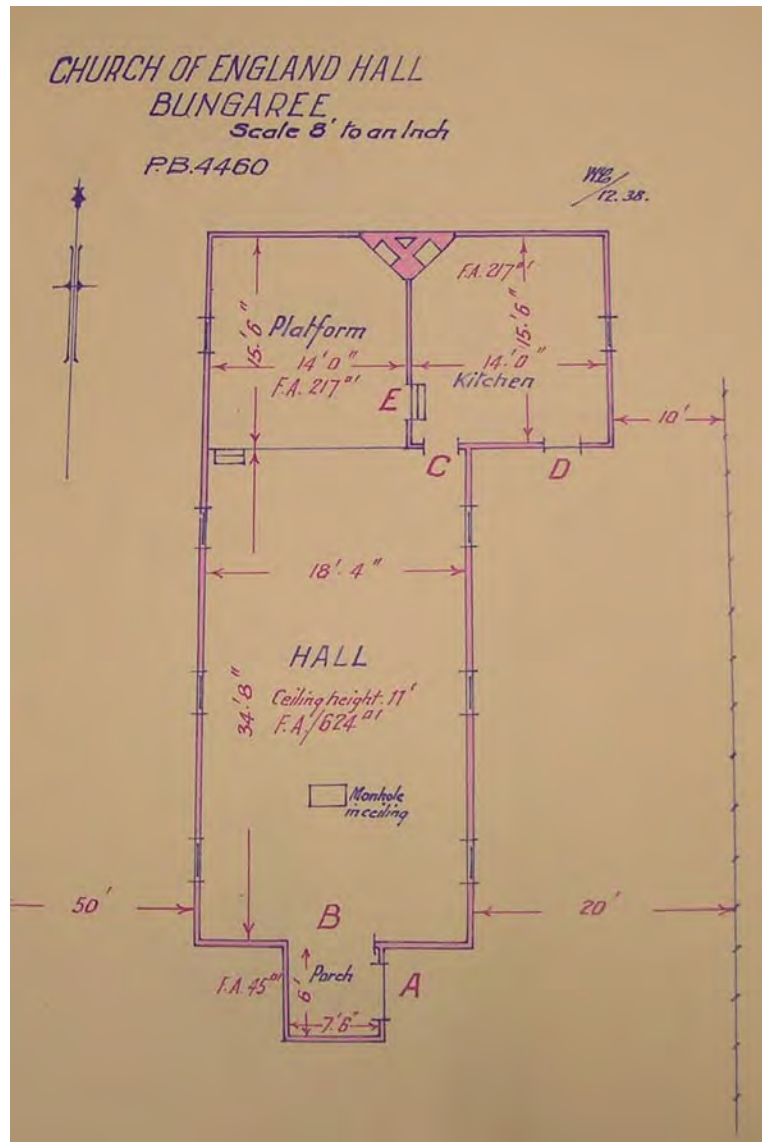 CHURCH OF ENGLAND HALL
BUNGAREE
Scale 8' to an Inch
P.B.4460
12.38.
F.A. 217°'
15.'6"
Platform
15.'6"
14'0"
14'.0"
F.A. 217°'
Kitchen
E
10'
C
D
18'.4"
HALL
34.'8"
Ceiling height. 11'
F.A./624°'
Manhole
in ceiling
50'
20'
B
Porch
F.A. 45°'
6'
A
7.'6"